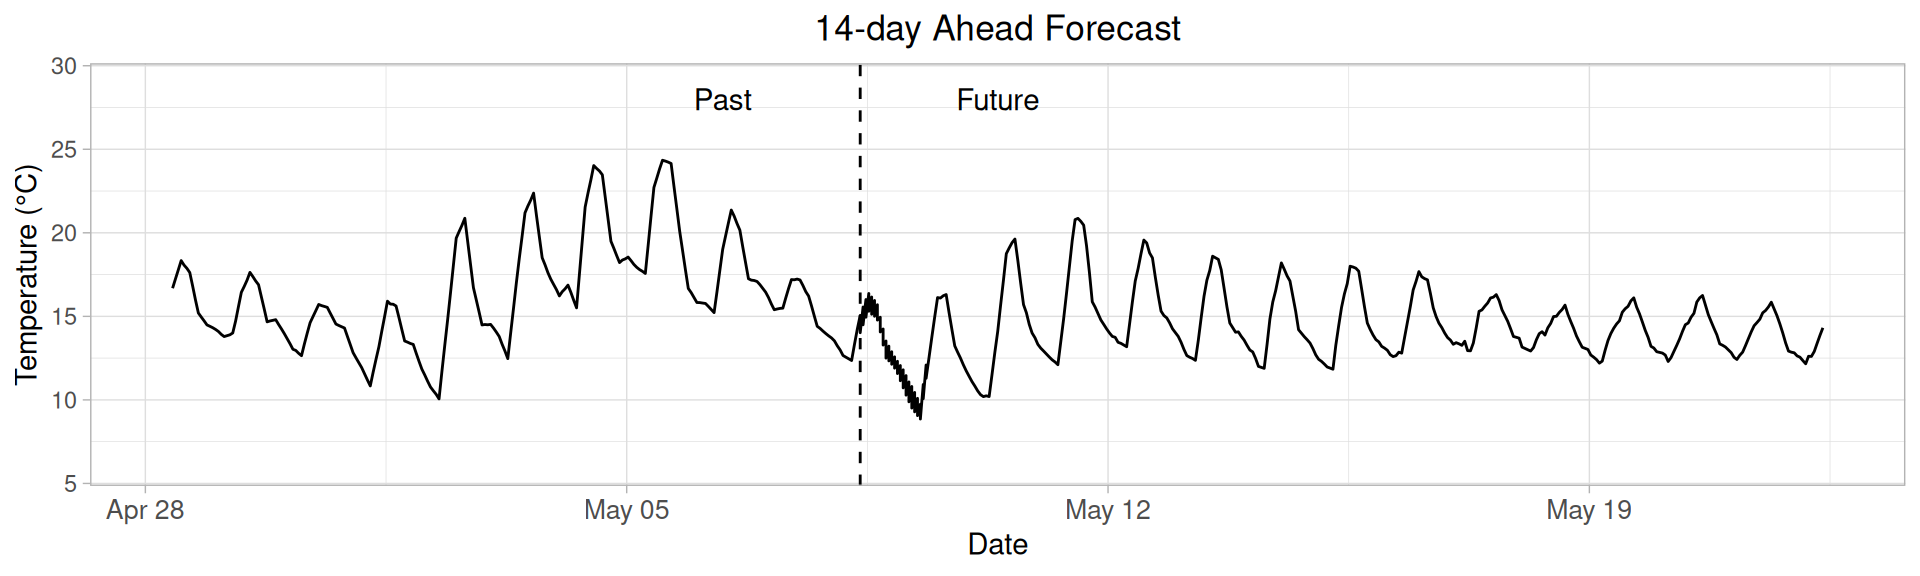 14-day Ahead Forecast
Past
Future
Temperature (°C)
30
25
20
15
10
5
Apr 28
May 05
May 12
May 19
Date